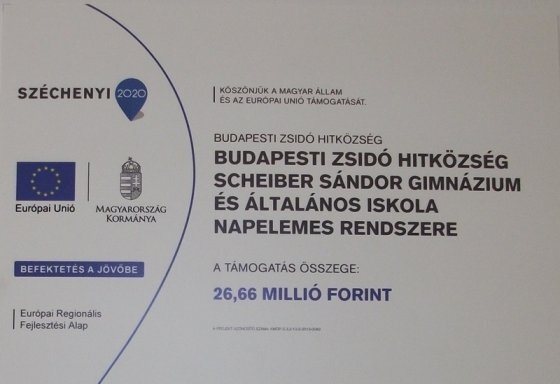 SZÉCHENYI 2020
Európai Unió
MAGYARORSZÁG
KORMÁNYA
BEFEKTETÉS A JÖVŐBE
Európai Regionális
Fejlesztési Alap
KÖSZÖNJÜK A MAGYAR ÁLLAM
ÉS AZ EURÓPAI UNIÓ TÁMOGATÁSÁT.
BUDAPESTI ZSIDÓ HITKÖZSÉG
BUDAPESTI ZSIDÓ HITKÖZSÉG
SCHEIBER SÁNDOR GIMNÁZIUM
ÉS ÁLTALÁNOS ISKOLA
NAPELEMES RENDSZERE
A TÁMOGATÁS ÖSSZEGE:
26,66 MILLIÓ FORINT